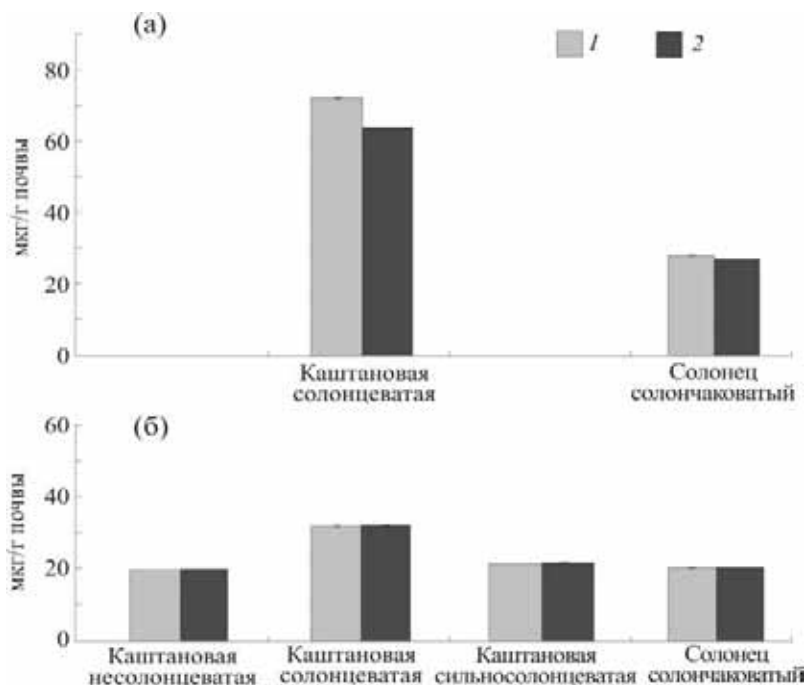 (а)
1 2
мкг/г почвы
80
60
40
20
0
Каштановая
солонцеватая
Солонец
солончаковатый
(б)
мкг/г почвы
60
40
20
0
Каштановая
несолонцеватая
Каштановая
солонцеватая
Каштановая
сильносолонцеватая
Солонец
солончаковатый